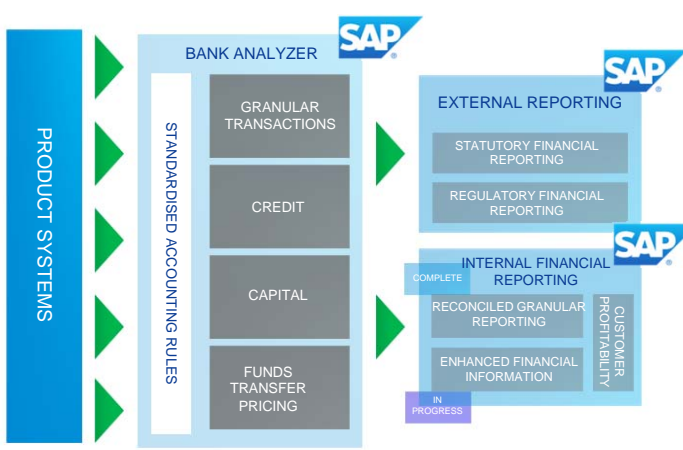 PRODUCT SYSTEMS
BANK ANALYZER
SAP
STANDARDISED ACCOUNTING RULES
GRANULAR
TRANSACTIONS
CREDIT
CAPITAL
FUNDS
TRANSFER
PRICING
SAP
EXTERNAL REPORTING
STATUTORY FINANCIAL
REPORTING
REGULATORY FINANCIAL
REPORTING
SAP
INTERNAL FINANCIAL
REPORTING
COMPLETE
RECONCILED GRANULAR
REPORTING
ENHANCED FINANCIAL
INFORMATION
CUSTOMER
PROFITABILITY
IN
PROGRESS